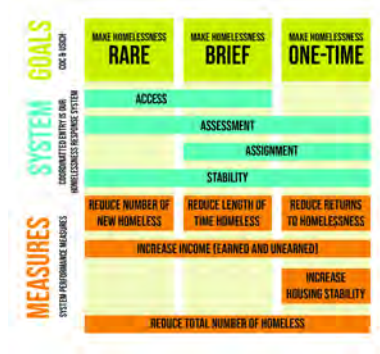 GOALS
COC & USICH
MAKE HOMELESSNESS
RARE
MAKE HOMELESSNESS
BRIEF
MAKE HOMELESSNESS
ONE-TIME
SYSTEM
COORDINATED ENTRY IS OUR
HOMELESSNESS RESPONSE SYSTEM
ACCESS
ASSESSMENT
ASSIGNMENT
STABILITY
MEASURES
SYSTEM PERFORMANCE MEASURES
REDUCE NUMBER OF
NEW HOMELESS
REDUCE LENGTH OF
TIME HOMELESS
REDUCE RETURNS
TO HOMELESSNESS
INCREASE INCOME (EARNED AND UNEARNED)
INCREASE
HOUSING STABILITY
REDUCE TOTAL NUMBER OF HOMELESS